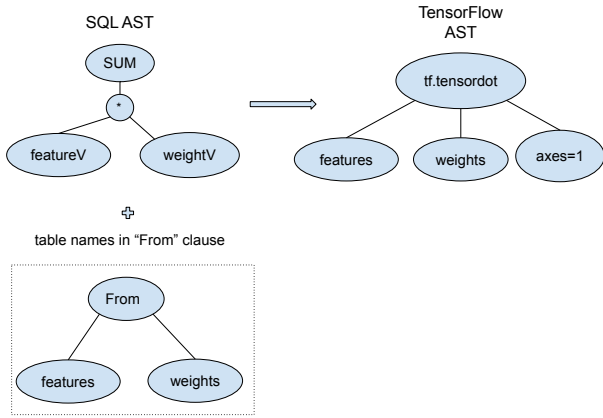 SQL AST
TensorFlow
AST
SUM
*
featureV
weightV
tf.tensordot
features
weights
axes=1
table names in “From” clause
From
features
weights